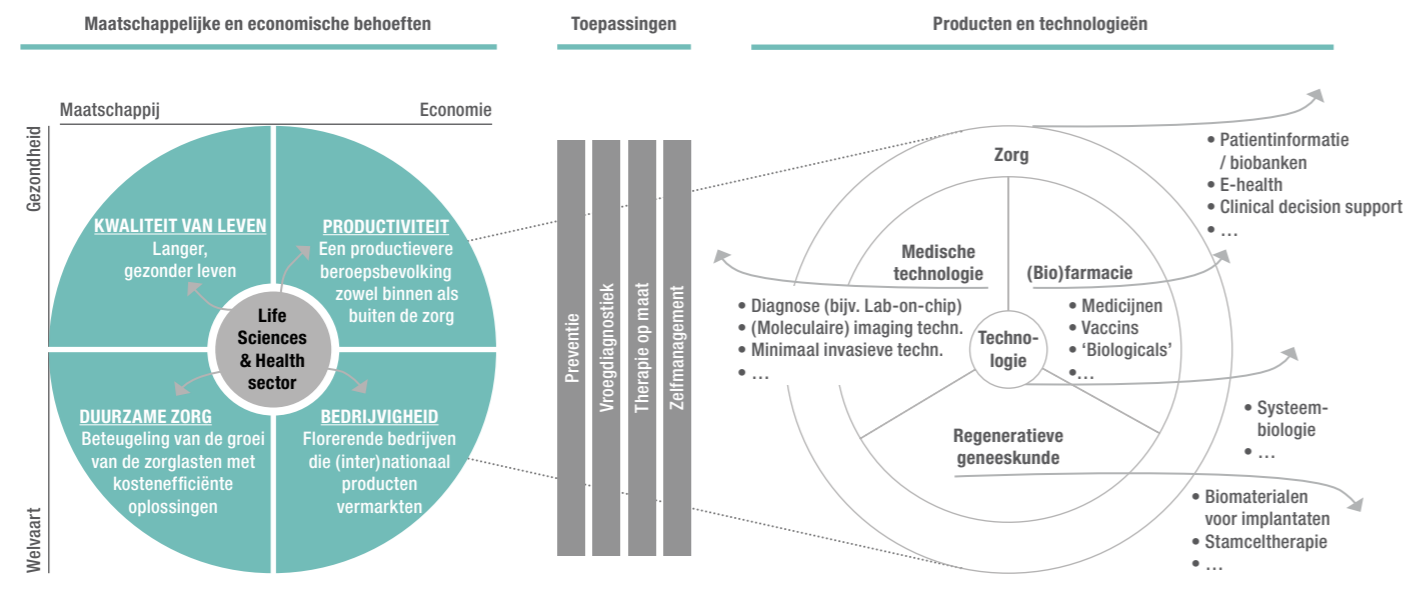 Maatschappelijke en economische behoeften
Toepassingen
Producten en technologieën
Maatschappij
Economie
Gezondheid
Welvaart
KWALITEIT VAN LEVEN
Langer,
gezonder leven
PRODUCTIVITEIT
Een productievere
beroepsbevolking
zowel binnen als
buiten de zorg
Life
Sciences
& Health
sector
DUURZAME ZORG
Beteugeling van de groei
van de zorglasten met
kostenefficiënte
oplossingen
BEDRIJVIGHEID
Florerende bedrijven
die (inter)nationaal
producten
vermarkten
Preventie
Vroegdiagnostiek
Therapie op maat
Zelfmanagement
Zorg
• Patientinformatie
/ biobanken
• E-health
• Clinical decision support
• ...
Medische
technologie
• Diagnose (bijv. Lab-on-chip)
• (Moleculaire) imaging techn.
• Minimaal invasieve techn.
• ...
(Bio)farmacie
• Medicijnen
• Vaccins
• ‘Biologicals’
•...
Techno-
logie
• Systeem-
biologie
• ...
Regeneratieve
geneeskunde
• Biomaterialen
voor implantaten
• Stamceltherapie
• ...